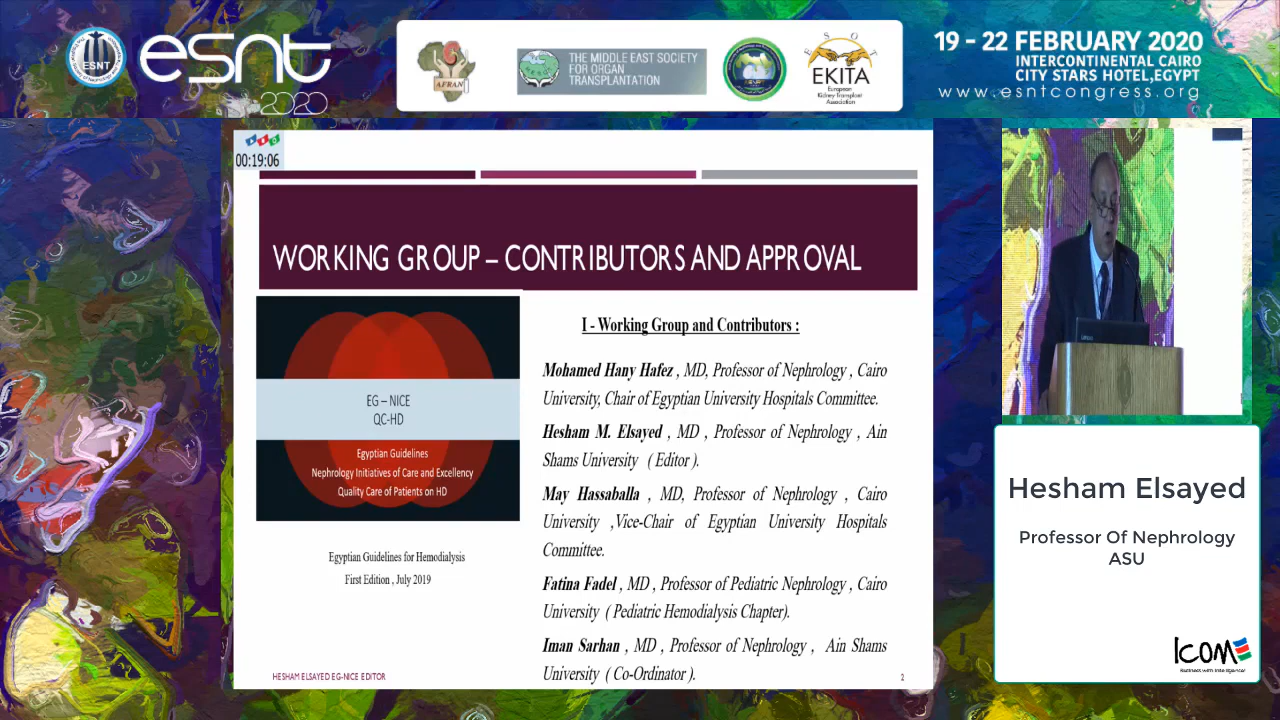 ESNT
esnt
2020
AFRAN
THE MIDDLE EAST SOCIETY
FOR ORGAN
TRANSPLANTATION
ESOT
EKITA
European
Kidney Transplant
Association
19 - 22 FEBRUARY 2020
INTERCONTINENTAL CAIRO
CITY STARS HOTEL,EGYPT
www.esntcongress.org
00:19:06
WORKING GROUP – CONTRIBUTORS AND APPROVAL
EG – NICE
QC-HD
Egyptian Guidelines
Nephrology Initiatives of Care and Excellency
Quality Care of Patients on HD
Egyptian Guidelines for Hemodialysis
First Edition , July 2019
I - Working Group and Contributors :
Mohamed Hany Hafez , MD, Professor of Nephrology , Cairo
University, Chair of Egyptian University Hospitals Committee.
Hesham M. Elsayed , MD , Professor of Nephrology , Ain
Shams University ( Editor ).
May Hassaballa , MD, Professor of Nephrology , Cairo
University ,Vice-Chair of Egyptian University Hospitals
Committee.
Fatina Fadel , MD , Professor of Pediatric Nephrology , Cairo
University ( Pediatric Hemodialysis Chapter).
Iman Sarhan , MD , Professor of Nephrology , Ain Shams
University ( Co-Ordinator ).
HESHAM ELSAYED EG-NICE EDITOR
2
Hesham Elsayed
Professor Of Nephrology
ASU
ICOME